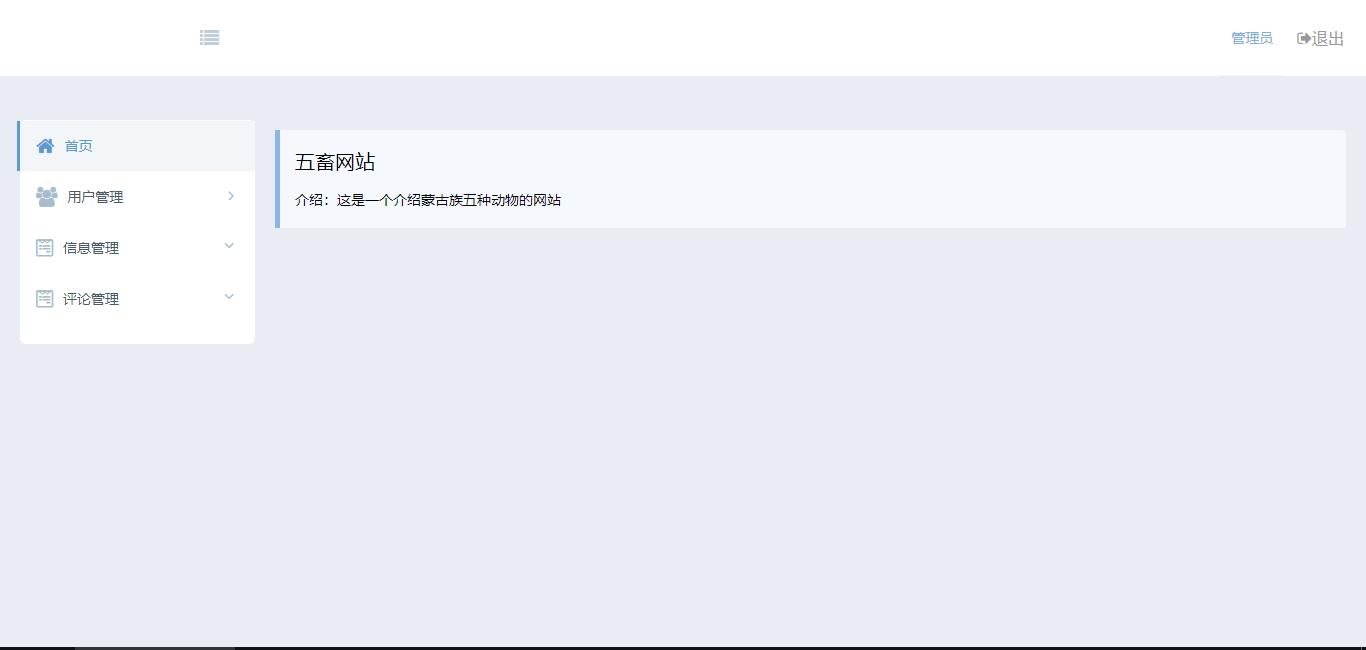 管理员 退出
首页
用户管理
信息管理
评论管理
五畜网站
介绍：这是一个介绍蒙古族五种动物的网站